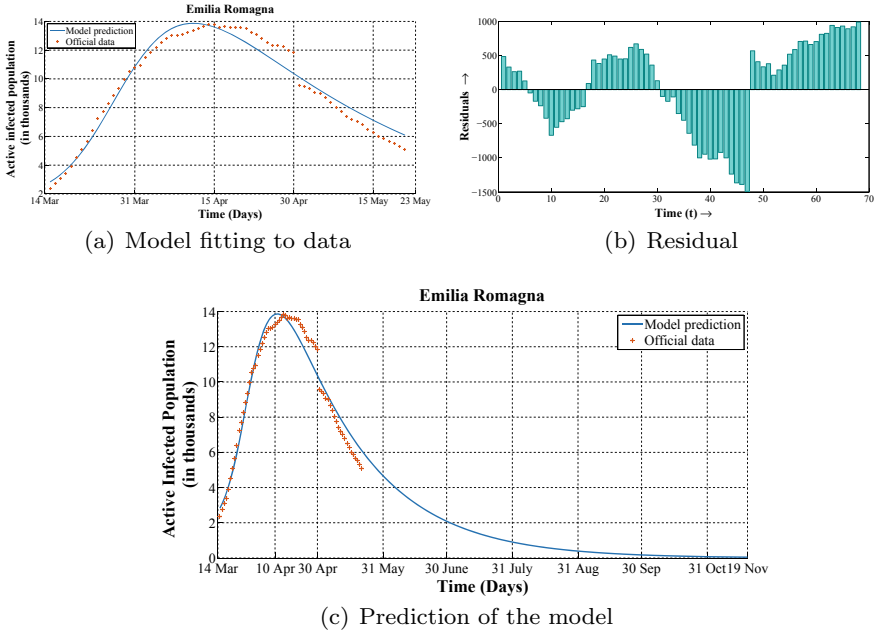 Emilia Romagna
Model prediction
Official data
Active infected population
(in thousands)
14
12
10
8
6
4
2
14 Mar
31 Mar
15 Apr
30 Apr
15 May
23 May
Time (Days)
(a) Model fitting to data
1000
500
0
-500
-1000
-1500
Residuals →
0
10
20
30
40
50
60
70
Time (t) →
(b) Residual
Emilia Romagna
Model prediction
Official data
Active Infected Population
(in thousands)
14
12
10
8
6
4
2
0
14 Mar
10 Apr
30 Apr
31 May
30 June
31 July
31 Aug
30 Sep
31 Oct
19 Nov
Time (Days)
(c) Prediction of the model